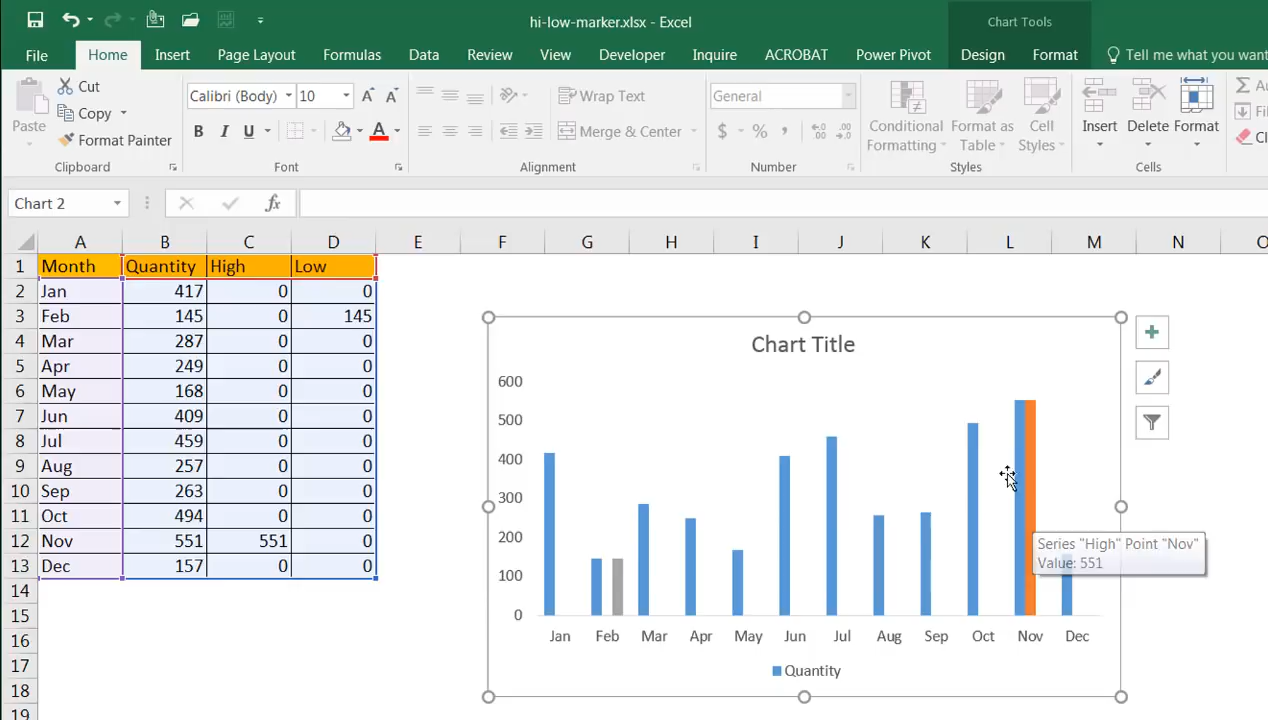 hi-low-marker.xlsx - Excel
Chart Tools
File Home Insert Page Layout Formulas Data Review View Developer Inquire ACROBAT Power Pivot Design Format Tell me what you want
Cut
Copy
Format Painter
Paste
Clipboard
Calibri (Body) 10 A A
B I U A
Font
Wrap Text
Merge & Center
Alignment
General
$ % ,
.0 .00
Number
Conditional Formatting
Format as Table
Cell Styles
Styles
Insert Delete Format
Cells
Σ Au
Fi
Cl
Chart 2 fx
A B C D E F G H I J K L M N O
1 Month Quantity High Low
2 Jan 417 0 0
3 Feb 145 0 145
4 Mar 287 0 0
5 Apr 249 0 0
6 May 168 0 0
7 Jun 409 0 0
8 Jul 459 0 0
9 Aug 257 0 0
10 Sep 263 0 0
11 Oct 494 0 0
12 Nov 551 551 0
13 Dec 157 0 0
14
15
16
17
18
19
Chart Title
600
500
400
300
200
100
0
Jan Feb Mar Apr May Jun Jul Aug Sep Oct Nov Dec
Quantity
Series "High" Point "Nov"
Value: 551